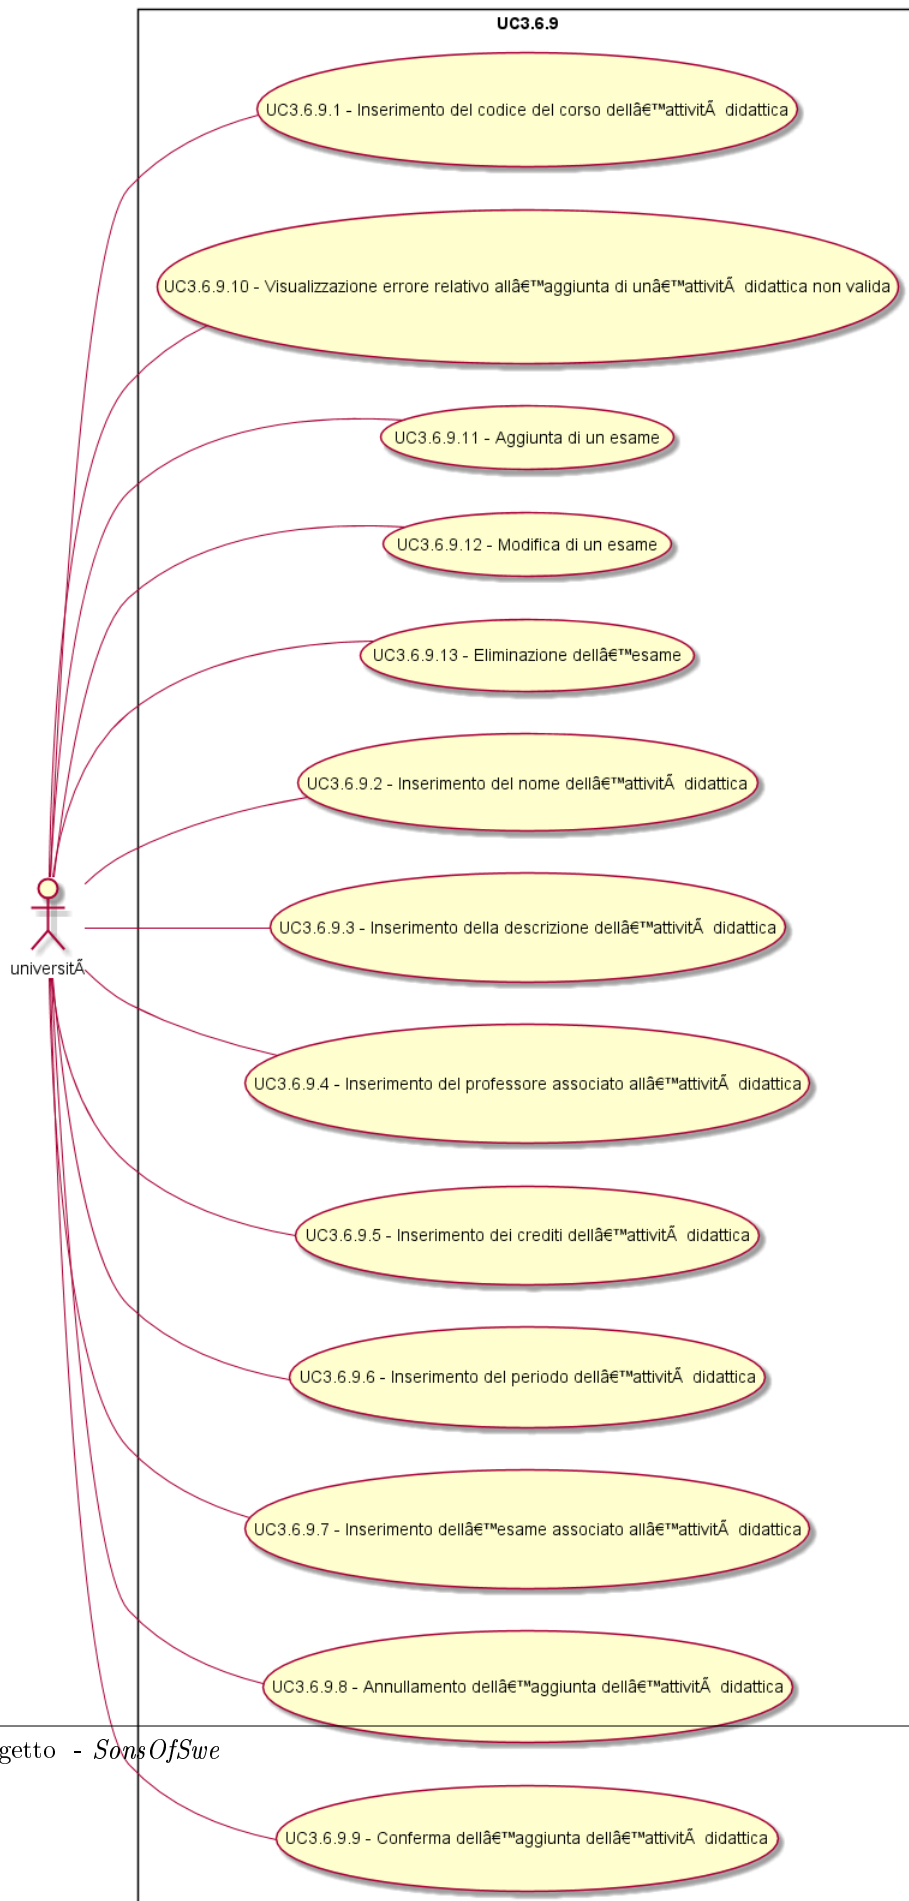 UC3.6.9
UC3.6.9.1 - Inserimento del codice del corso dellâ€™attivitÃ  didattica
UC3.6.9.10 - Visualizzazione errore relativo allâ€™aggiunta di unâ€™attivitÃ  didattica non valida
UC3.6.9.11 - Aggiunta di un esame
UC3.6.9.12 - Modifica di un esame
UC3.6.9.13 - Eliminazione dellâ€™esame
UC3.6.9.2 - Inserimento del nome dellâ€™attivitÃ  didattica
UC3.6.9.3 - Inserimento della descrizione dellâ€™attivitÃ  didattica
universitÃ
UC3.6.9.4 - Inserimento del professore associato allâ€™attivitÃ  didattica
UC3.6.9.5 - Inserimento dei crediti dellâ€™attivitÃ  didattica
UC3.6.9.6 - Inserimento del periodo dellâ€™attivitÃ  didattica
UC3.6.9.7 - Inserimento dellâ€™esame associato allâ€™attivitÃ  didattica
UC3.6.9.8 - Annullamento dellâ€™aggiunta dellâ€™attivitÃ  didattica
getto - SonsOfSwe
UC3.6.9.9 - Conferma dellâ€™aggiunta dellâ€™attivitÃ  didattica